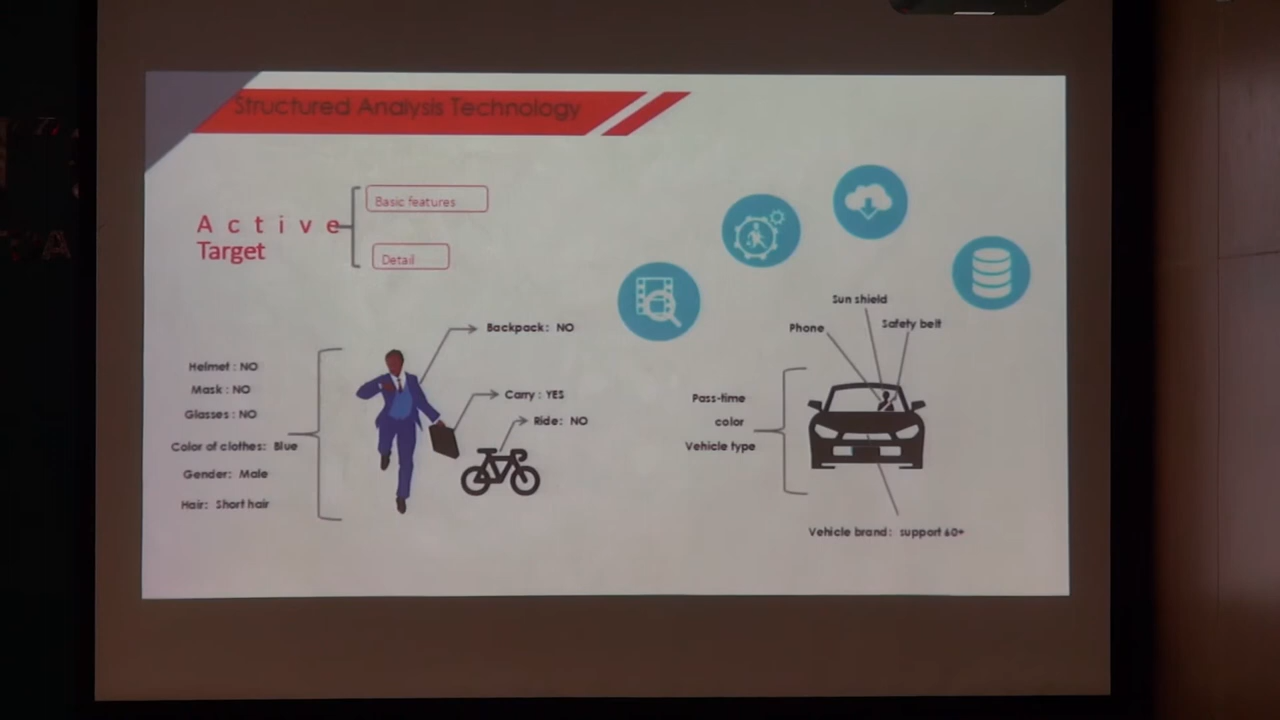 Structured Analysis Technology
Active
Target
Basic features
Detail
Backpack: NO
Carry : YES
Ride: NO
Helmet : NO
Mask : NO
Glasses : NO
Color of clothes: Blue
Gender: Male
Hair: Short hair
Sun shield
Phone
Safety belt
Pass-time
color
Vehicle type
Vehicle brand: support 60+